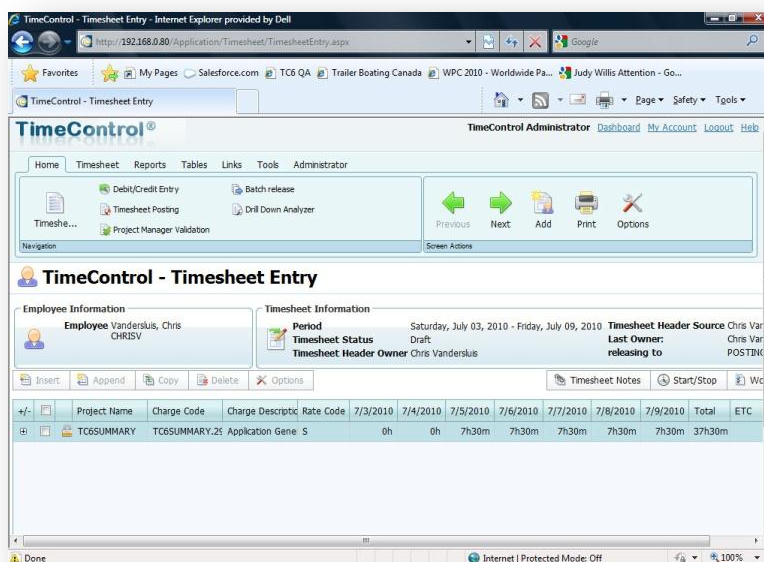 TimeControl - Timesheet Entry - Internet Explorer provided by Dell
http://192.168.0.80/Application/Timesheet/TimesheetEntry.aspx
Google
Favorites My Pages Salesforce.com TC6 QA Trailer Boating Canada WPC 2010 - Worldwide Pa... Judy Willis Attention - Go...
TimeControl - Timesheet Entry Page Safety Tools
TimeControl® TimeControl Administrator Dashboard My Account Logout Help
Home Timesheet Reports Tables Links Tools Administrator
Debit/Credit Entry Batch release
Timesheet Posting Drill Down Analyzer
Timeshe... Project Manager Validation Previous Next Add Print Options
Navigation Screen Actions
TimeControl - Timesheet Entry
Employee Information Timesheet Information
Employee Vandersluis, Chris Period Saturday, July 03, 2010 - Friday, July 09, 2010 Timesheet Header Source Chris Var
CHRISV Timesheet Status Draft Last Owner: Chris Var
Timesheet Header Owner Chris Vandersluis releasing to POSTING
Insert Append Copy Delete Options Timesheet Notes Start/Stop Wo
+/- Project Name Charge Code Charge Descriptic Rate Code 7/3/2010 7/4/2010 7/5/2010 7/6/2010 7/7/2010 7/8/2010 7/9/2010 Total ETC
TC6SUMMARY TC6SUMMARY.29 Application Gene S 0h 0h 7h30m 7h30m 7h30m 7h30m 7h30m 37h30m
Done Internet | Protected Mode: Off 100%